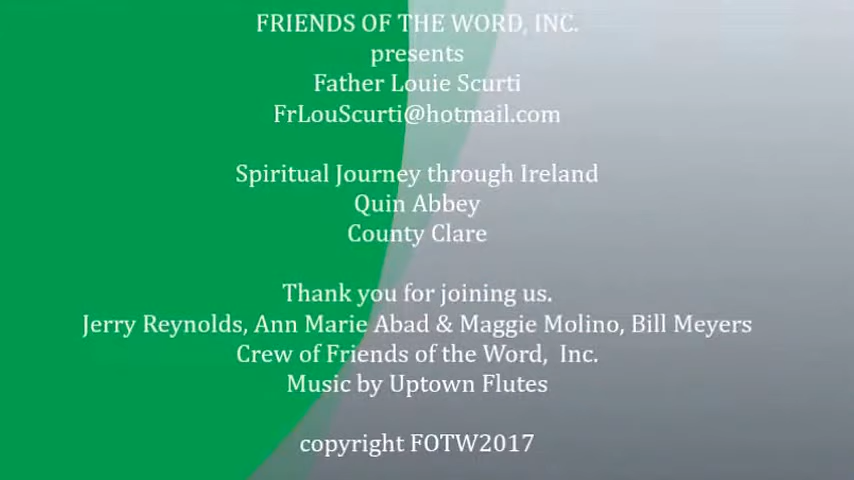 FRIENDS OF THE WORD, INC.
presents
Father Louie Scurti
FrLouScurti@hotmail.com
Spiritual Journey through Ireland
Quin Abbey
County Clare
Thank you for joining us.
Jerry Reynolds, Ann Marie Abad & Maggie Molino, Bill Meyers
Crew of Friends of the Word,  Inc.
Music by Uptown Flutes
copyright FOTW2017